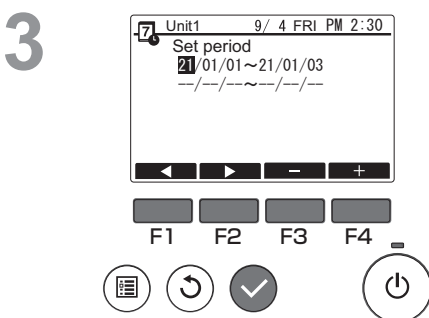 3
7 Unit1 9/ 4 FRI PM 2:30
Set period
21/01/01～21/01/03
--/--/--～--/--/--
− +
F1 F2 F3 F4